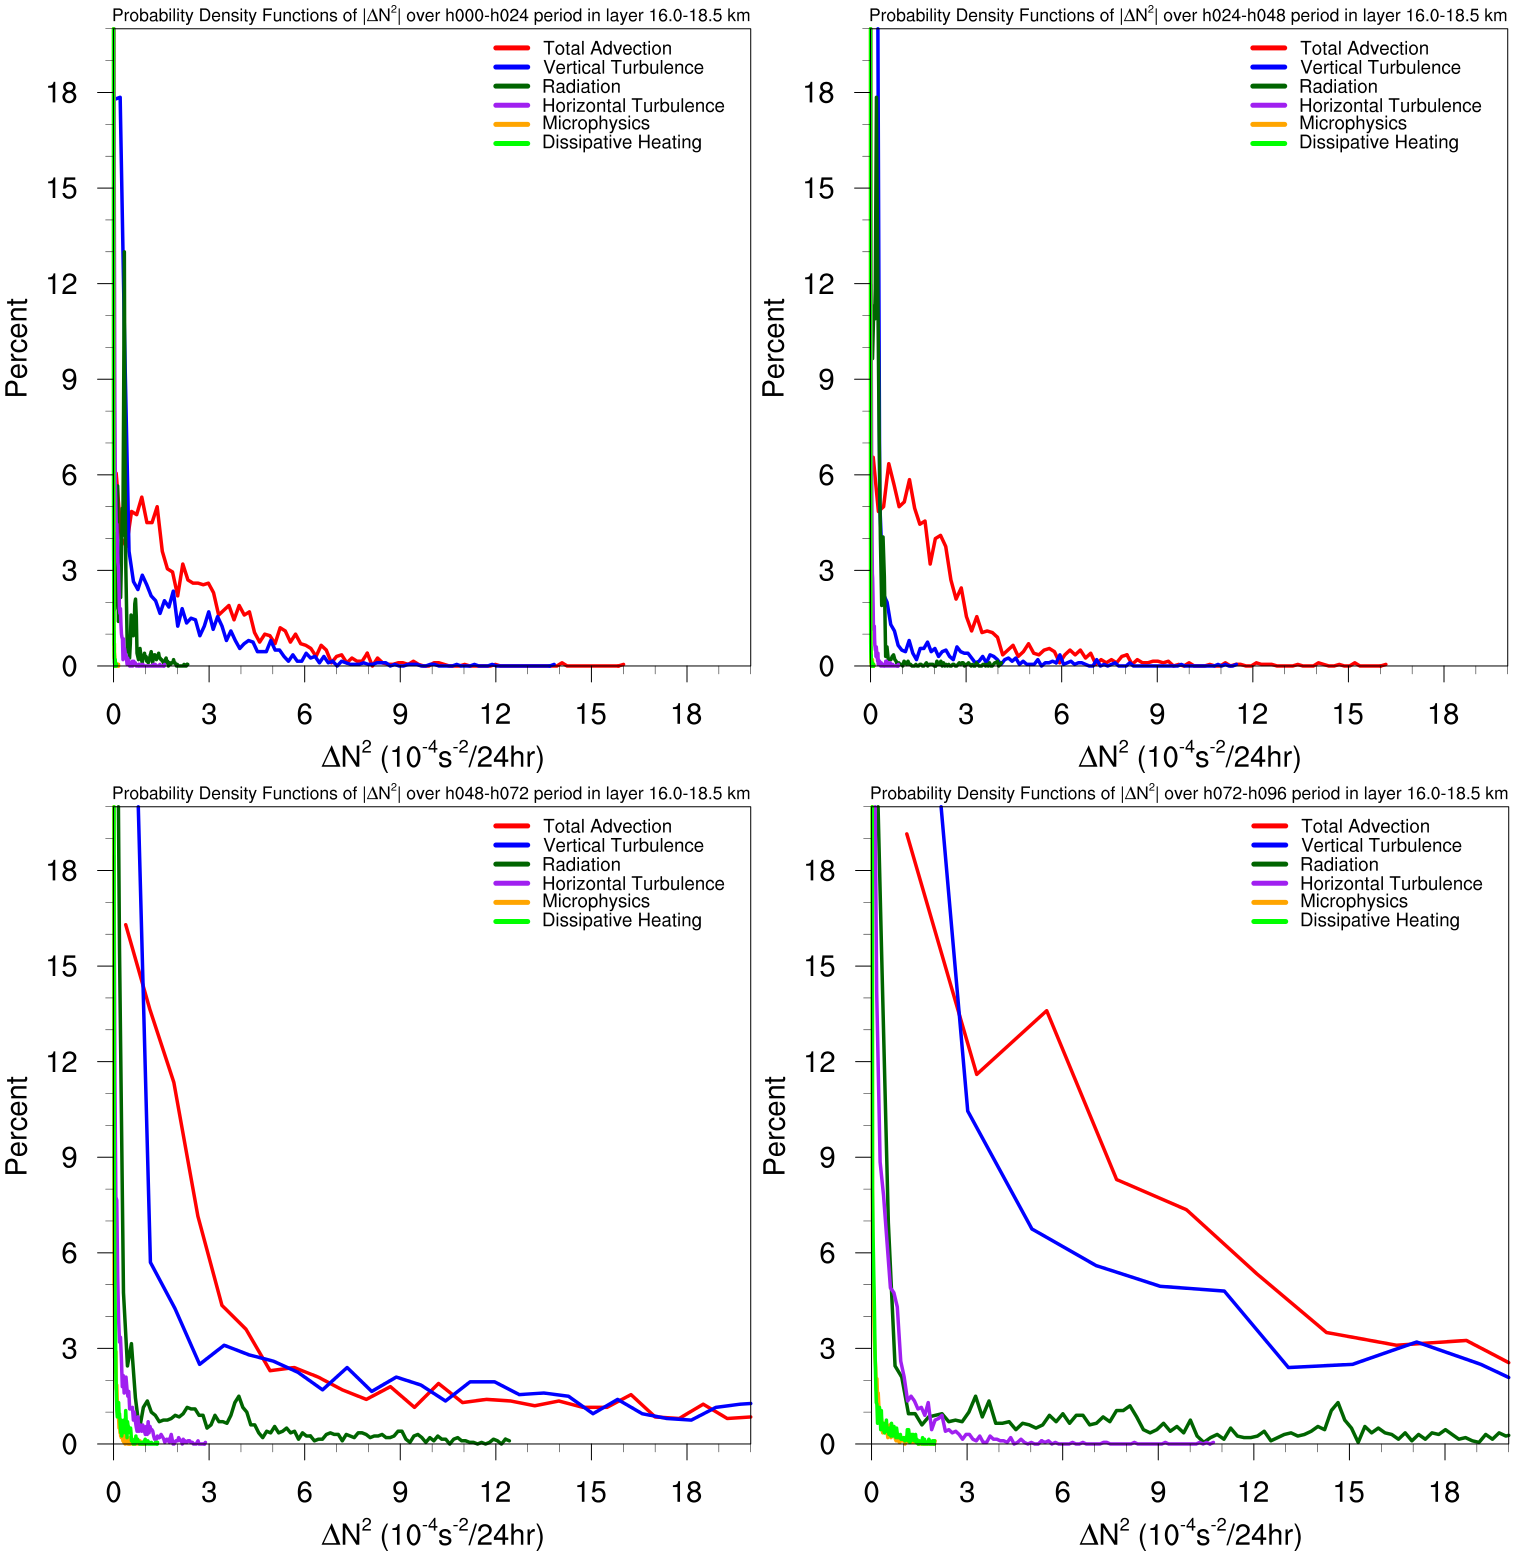 Probability Density Functions of |ΔN²| over h000-h024 period in layer 16.0-18.5 km
Total Advection
Vertical Turbulence
Radiation
Horizontal Turbulence
Microphysics
Dissipative Heating
18
15
12
9
6
3
0
Percent
0 3 6 9 12 15 18
ΔN² (10⁻⁴s⁻²/24hr)
Probability Density Functions of |ΔN²| over h024-h048 period in layer 16.0-18.5 km
Total Advection
Vertical Turbulence
Radiation
Horizontal Turbulence
Microphysics
Dissipative Heating
18
15
12
9
6
3
0
Percent
0 3 6 9 12 15 18
ΔN² (10⁻⁴s⁻²/24hr)
Probability Density Functions of |ΔN²| over h048-h072 period in layer 16.0-18.5 km
Total Advection
Vertical Turbulence
Radiation
Horizontal Turbulence
Microphysics
Dissipative Heating
18
15
12
9
6
3
0
Percent
0 3 6 9 12 15 18
ΔN² (10⁻⁴s⁻²/24hr)
Probability Density Functions of |ΔN²| over h072-h096 period in layer 16.0-18.5 km
Total Advection
Vertical Turbulence
Radiation
Horizontal Turbulence
Microphysics
Dissipative Heating
18
15
12
9
6
3
0
Percent
0 3 6 9 12 15 18
ΔN² (10⁻⁴s⁻²/24hr)